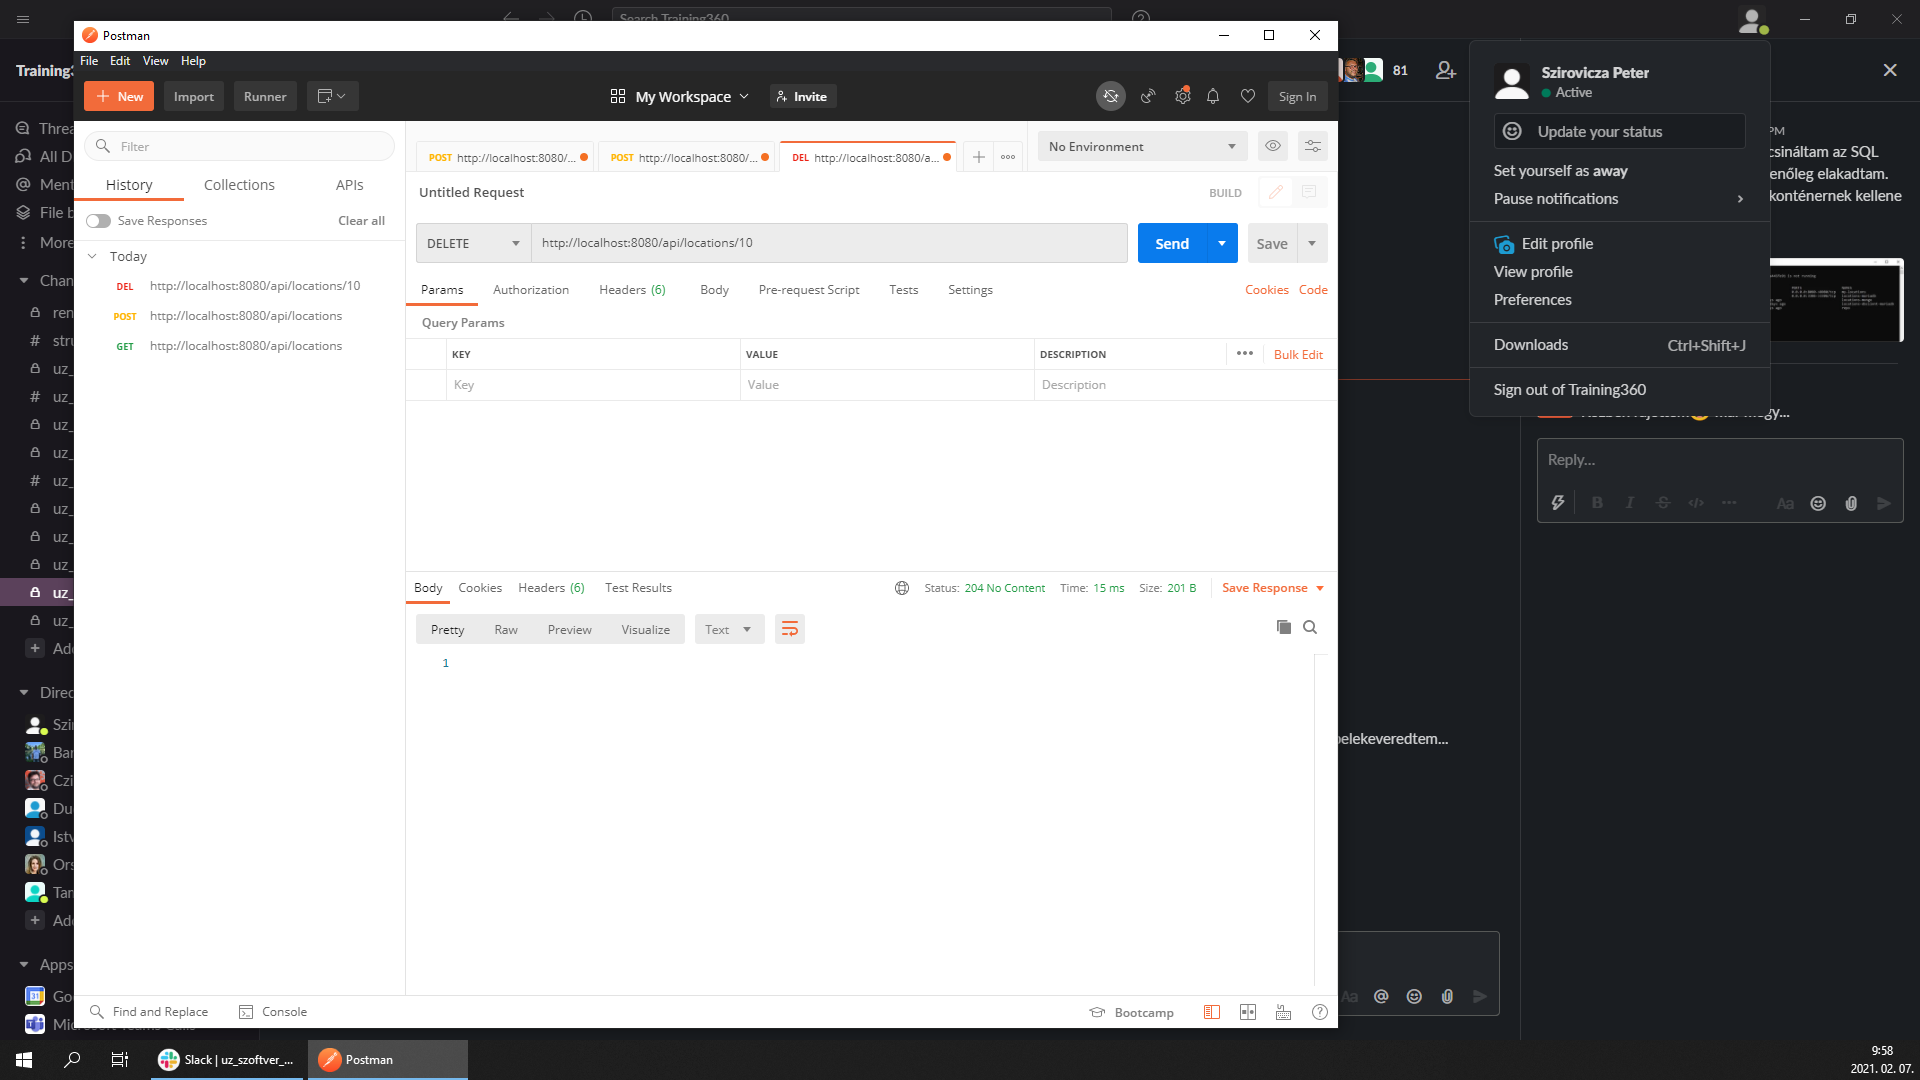 Search Training360
Postman
File Edit View Help
New Import Runner My Workspace Invite Sign In
Filter
History Collections APIs
Save Responses Clear all
Today
DEL http://localhost:8080/api/locations/10
POST http://localhost:8080/api/locations
GET http://localhost:8080/api/locations
POST http://localhost:8080/... POST http://localhost:8080/... DEL http://localhost:8080/a... No Environment
Untitled Request BUILD
DELETE http://localhost:8080/api/locations/10 Send Save
Params Authorization Headers (6) Body Pre-request Script Tests Settings Cookies Code
Query Params
KEY VALUE DESCRIPTION Bulk Edit
Key Value Description
Body Cookies Headers (6) Test Results Status: 204 No Content Time: 15 ms Size: 201 B Save Response
Pretty Raw Preview Visualize Text
1
Find and Replace Console Bootcamp
Training3
Threa
All D
Ment
File b
More
Chan
ren
# stru
uz_
# uz_
uz_
uz_
# uz_
uz_
uz_
uz_
uz_
uz_
Add
Direc
Szir
Bar
Czi
Du
Istv
Ors
Tam
Add
Apps
Goo
81
Szirovicza Peter
Active
Update your status
Set yourself as away
Pause notifications
Edit profile
View profile
Preferences
Downloads Ctrl+Shift+J
Sign out of Training360
PM
csináltam az SQL
enőleg elakadtam.
konténernek kellene
Reply...
B I S </> Aa
belekeveredtem...
Aa
Slack | uz_szoftver_... Postman
9:58
2021. 02. 07.